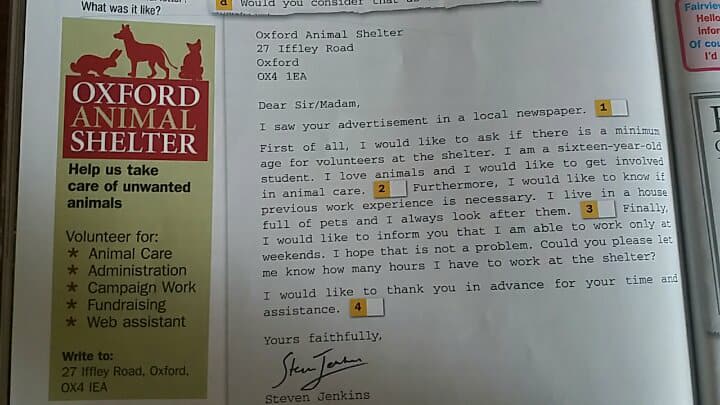 What was it like?
d Would you consider that
OXFORD
ANIMAL
SHELTER
Help us take
care of unwanted
animals
Volunteer for:
* Animal Care
* Administration
* Campaign Work
* Fundraising
* Web assistant
Write to:
27 Iffley Road, Oxford,
OX4 IEA
Oxford Animal Shelter
27 Iffley Road
Oxford
OX4 1EA
Dear Sir/Madam,
I saw your advertisement in a local newspaper. 1
First of all, I would like to ask if there is a minimum
age for volunteers at the shelter. I am a sixteen-year-old
student. I love animals and I would like to get involved
in animal care. 2 Furthermore, I would like to know if
previous work experience is necessary. I live in a house
full of pets and I always look after them. 3 Finally,
I would like to inform you that I am able to work only at
weekends. I hope that is not a problem. Could you please let
me know how many hours I have to work at the shelter?
I would like to thank you in advance for your time and
assistance. 4
Yours faithfully,
Steven Jenkins
Steven Jenkins
Fairview
Hello
Infor
Of cou
I'd